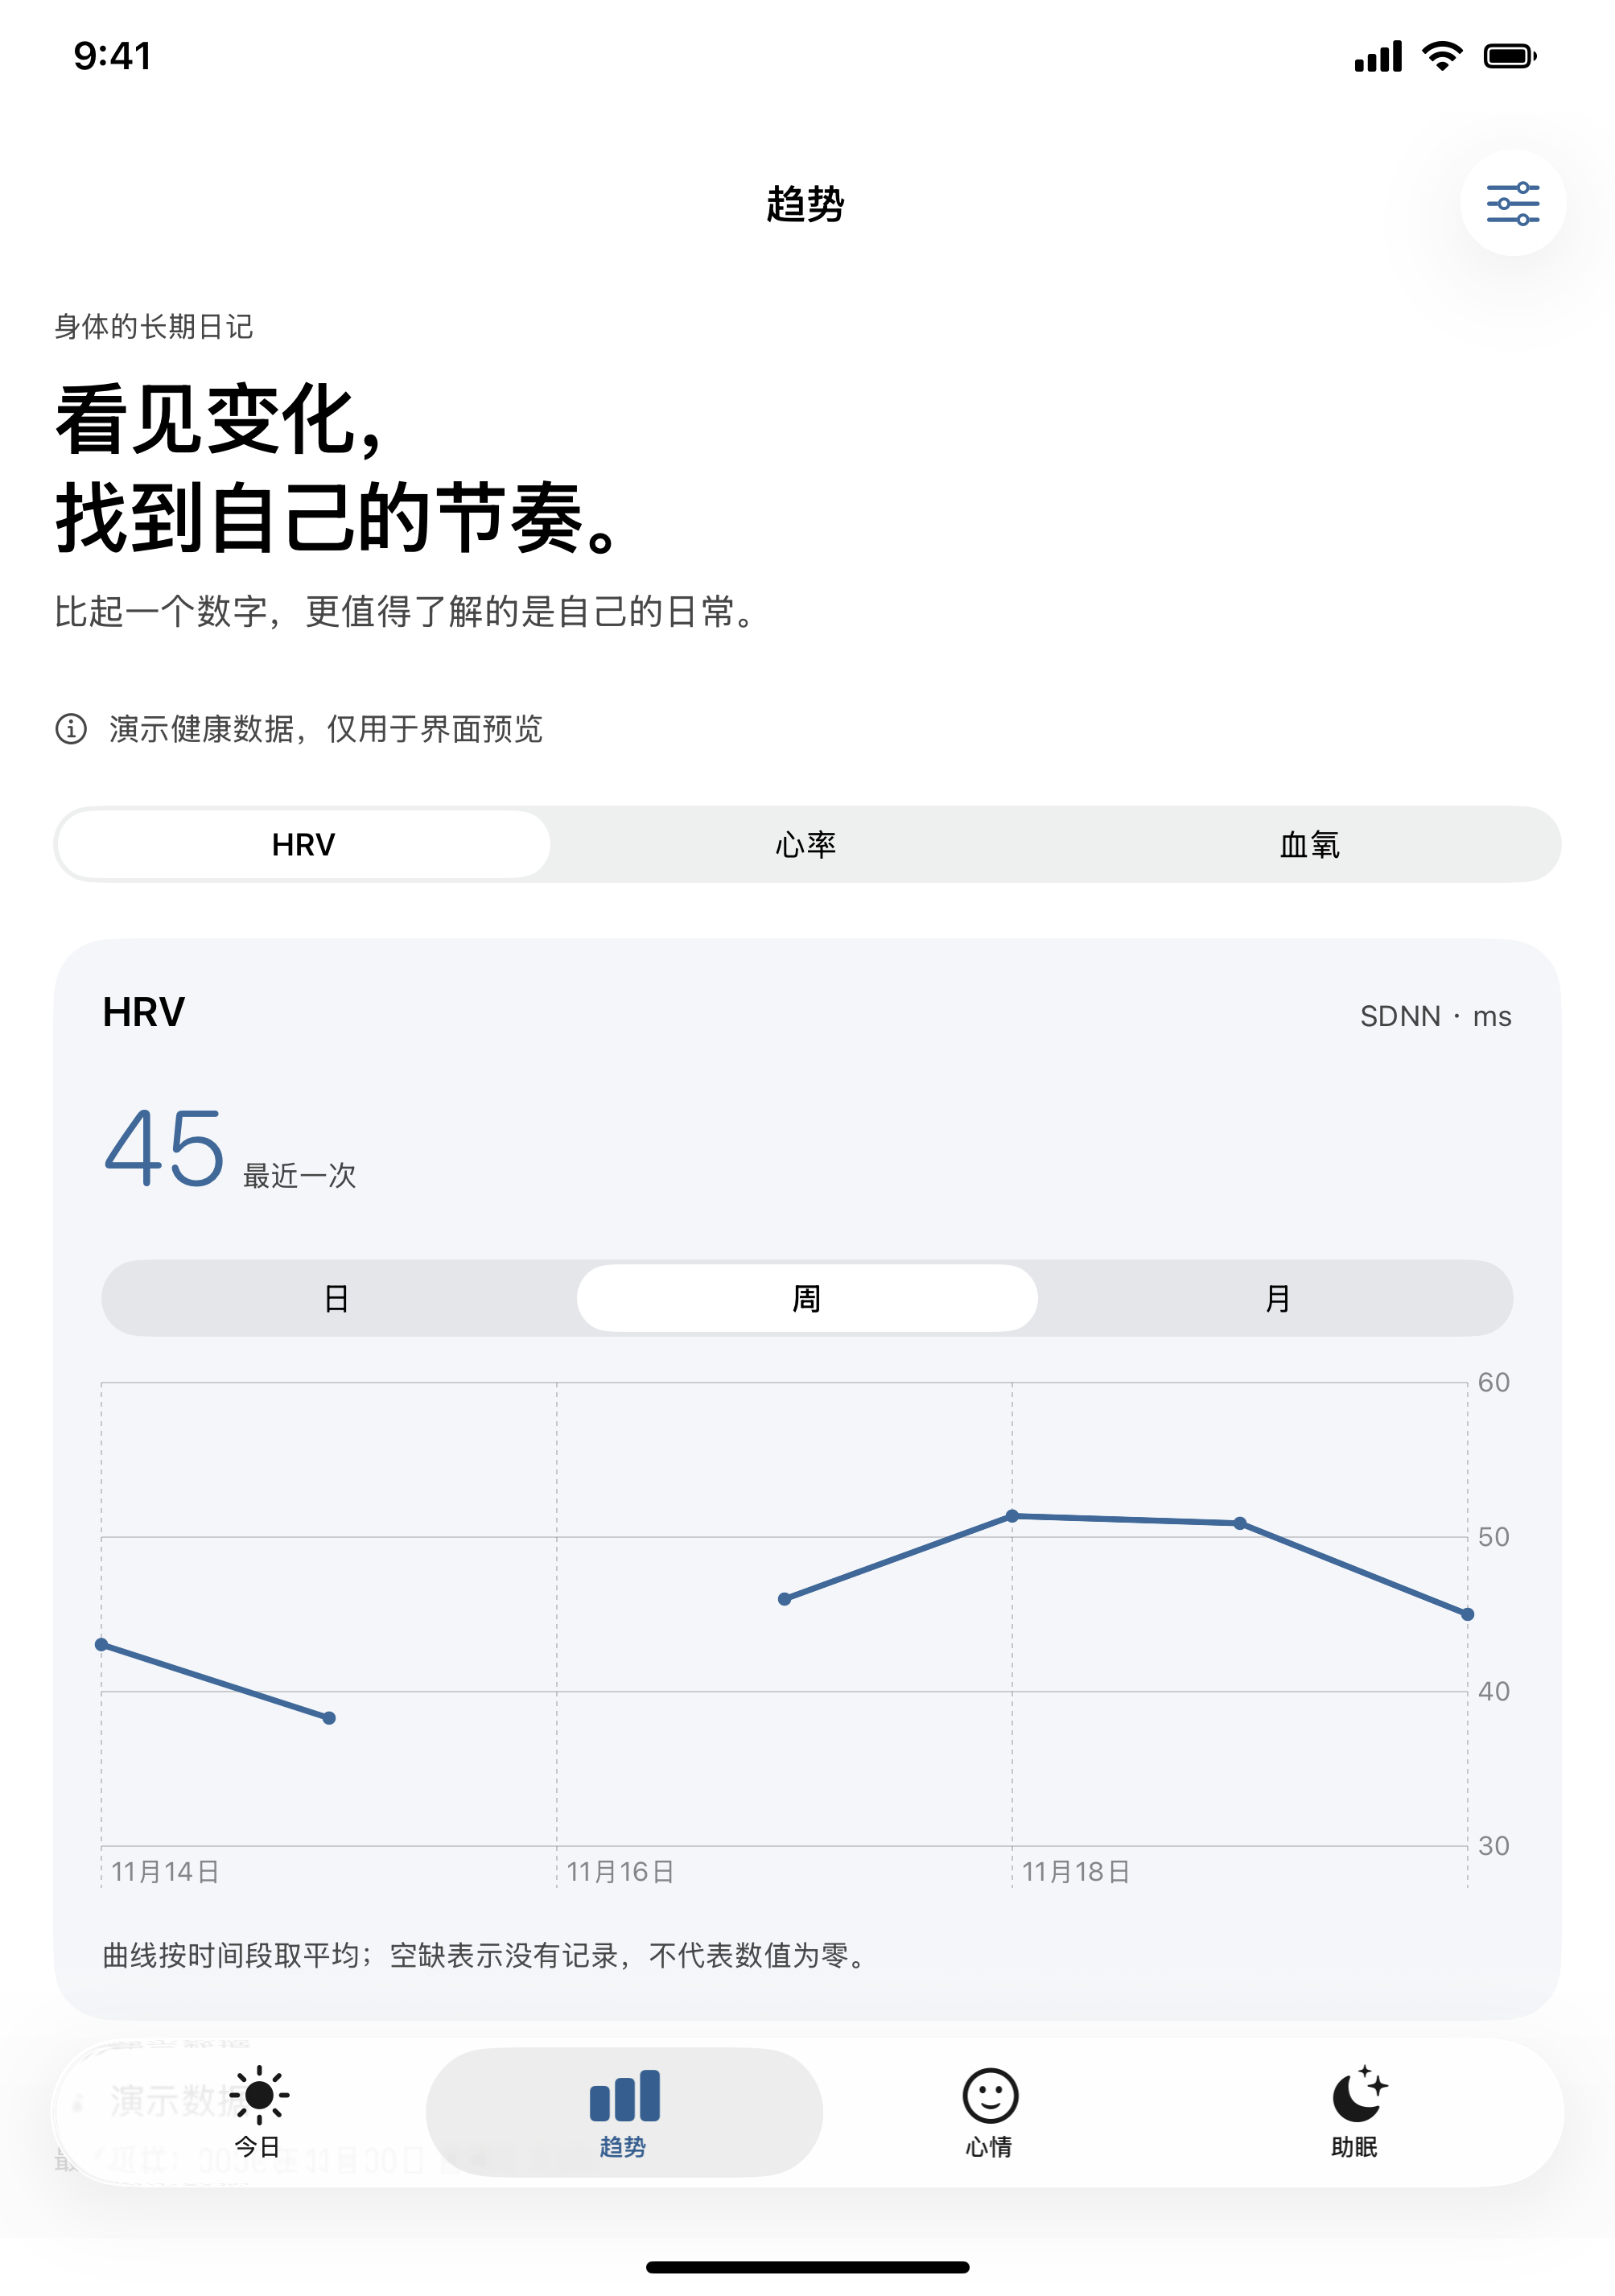 9:41
趋势
身体的长期日记
看见变化，
找到自己的节奏。
比起一个数字，更值得了解的是自己的日常。
演示健康数据，仅用于界面预览
HRV 心率 血氧
HRV SDNN · ms
45 最近一次
日 周 月
60
50
40
30
11月14日 11月16日 11月18日
曲线按时间段取平均；空缺表示没有记录，不代表数值为零。
演示数据
今日 趋势 心情 助眠